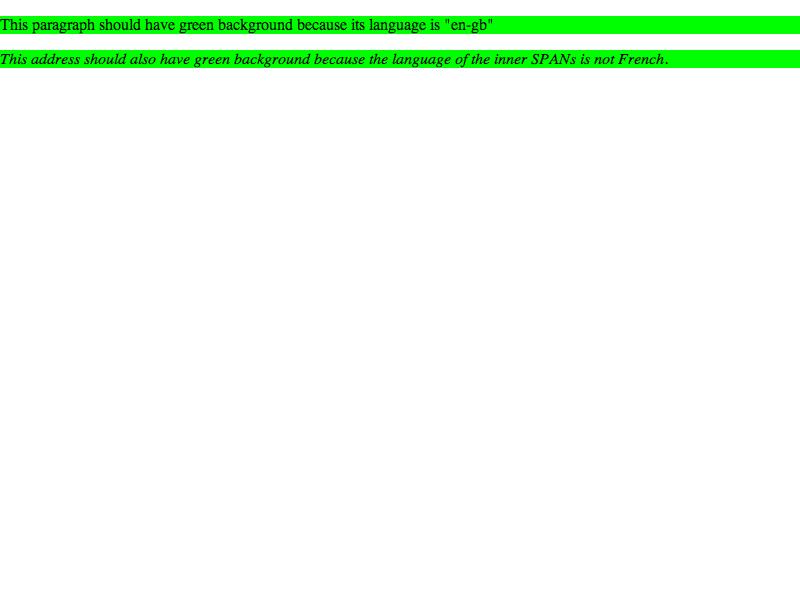 This paragraph should have green background because its language is "en-gb"
This address should also have green background because the language of the inner SPANs is not French.